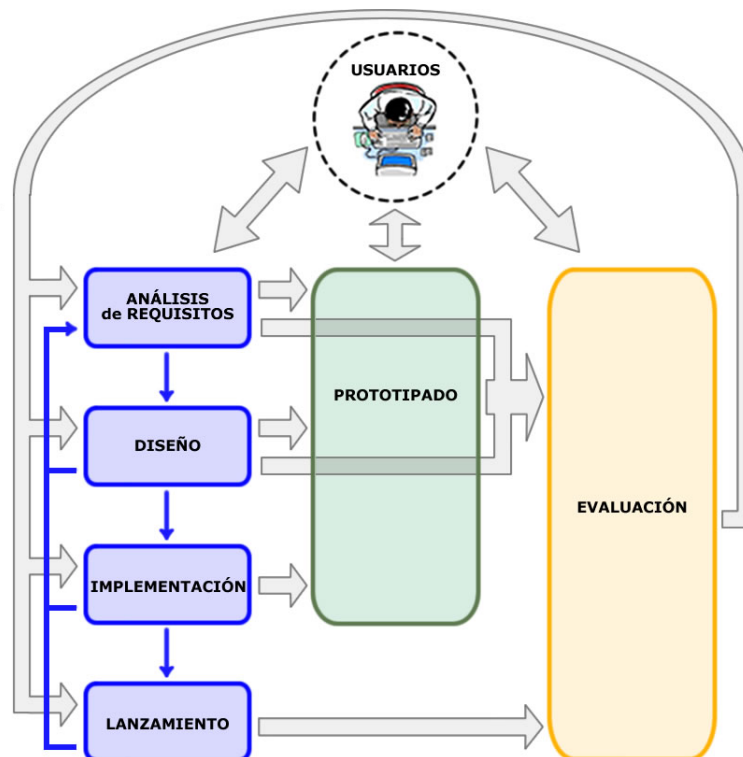 USUARIOS
ANÁLISIS
de REQUISITOS
PROTOTIPADO
DISEÑO
EVALUACIÓN
IMPLEMENTACIÓN
LANZAMIENTO